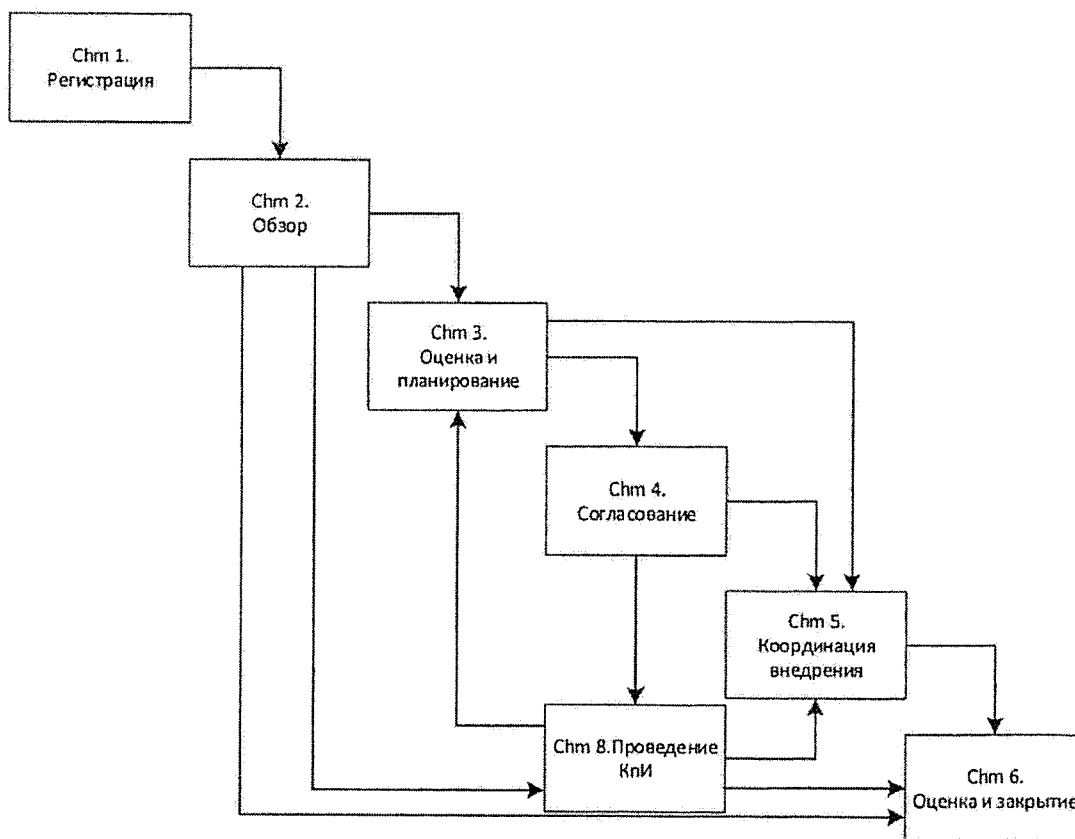 Chm 1.
Регистрация
Chm 2.
Обзор
Chm 3.
Оценка и
планирование
Chm 4.
Согласование
Chm 5.
Координация
внедрения
Chm 8.Проведение
КпИ
Chm 6.
Оценка и закрытие